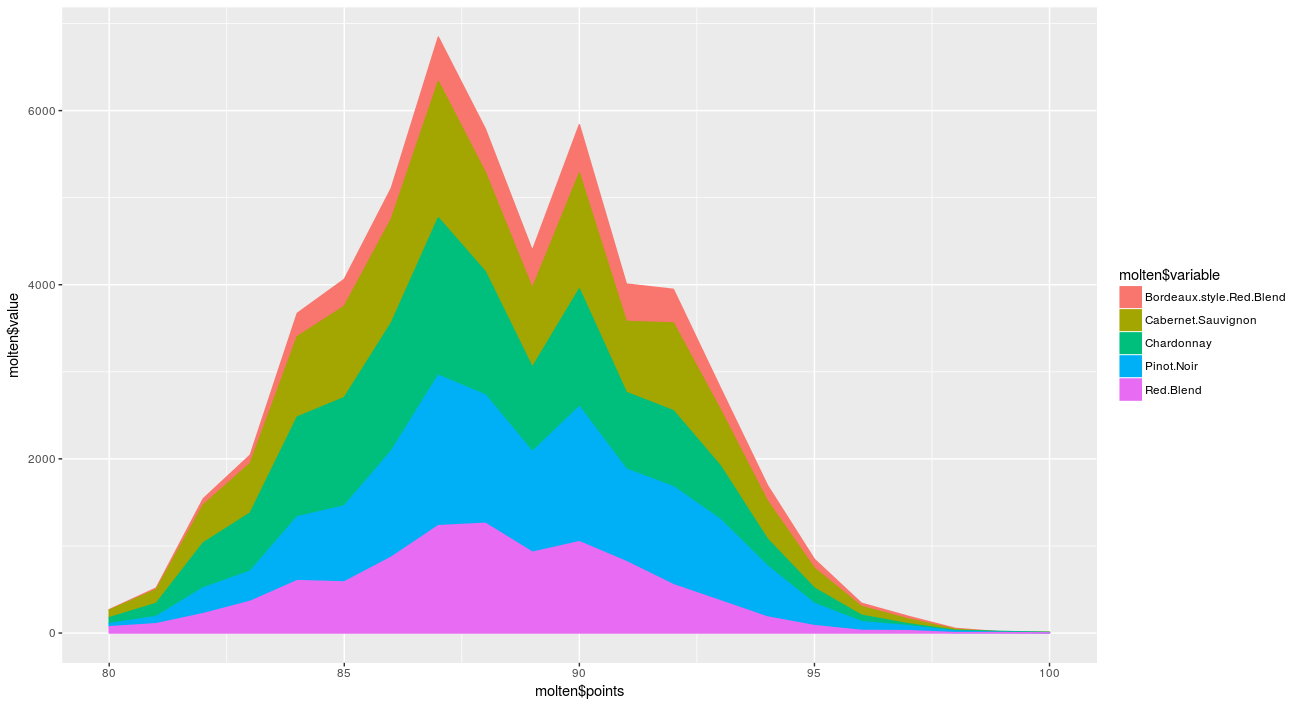 molten$value
6000
4000
2000
0
80
85
90
95
100
molten$points
molten$variable
Bordeaux.style.Red.Blend
Cabernet.Sauvignon
Chardonnay
Pinot.Noir
Red.Blend